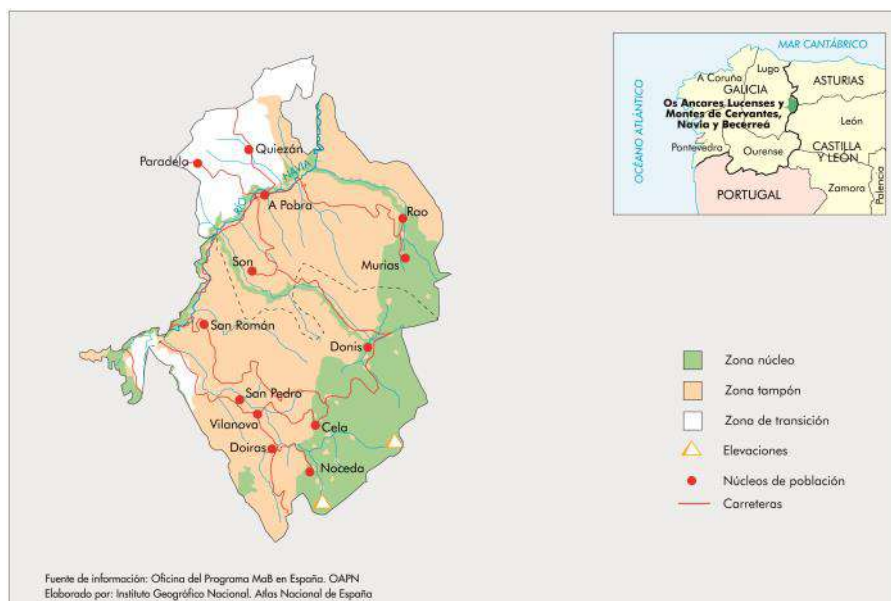 Quiezán
Paradela
RÍO NAVIA
A Pobra
Rao
Son
Murias
San Román
Donis
San Pedro
Vilanova
Cela
Doiras
Noceda
MAR CANTÁBRICO
OCÉANO ATLÁNTICO
A Coruña
Lugo
ASTURIAS
GALICIA
Os Ancares Lucenses y
Montes de Cervantes,
Navia y Becerreá
León
Pontevedra
Ourense
CASTILLA
Y LEÓN
PORTUGAL
Zamora
Palencia
Zona núcleo
Zona tampón
Zona de transición
Elevaciones
Núcleos de población
Carreteras
Fuente de información: Oficina del Programa MaB en España. OAPN
Elaborado por: Instituto Geográfico Nacional. Atlas Nacional de España